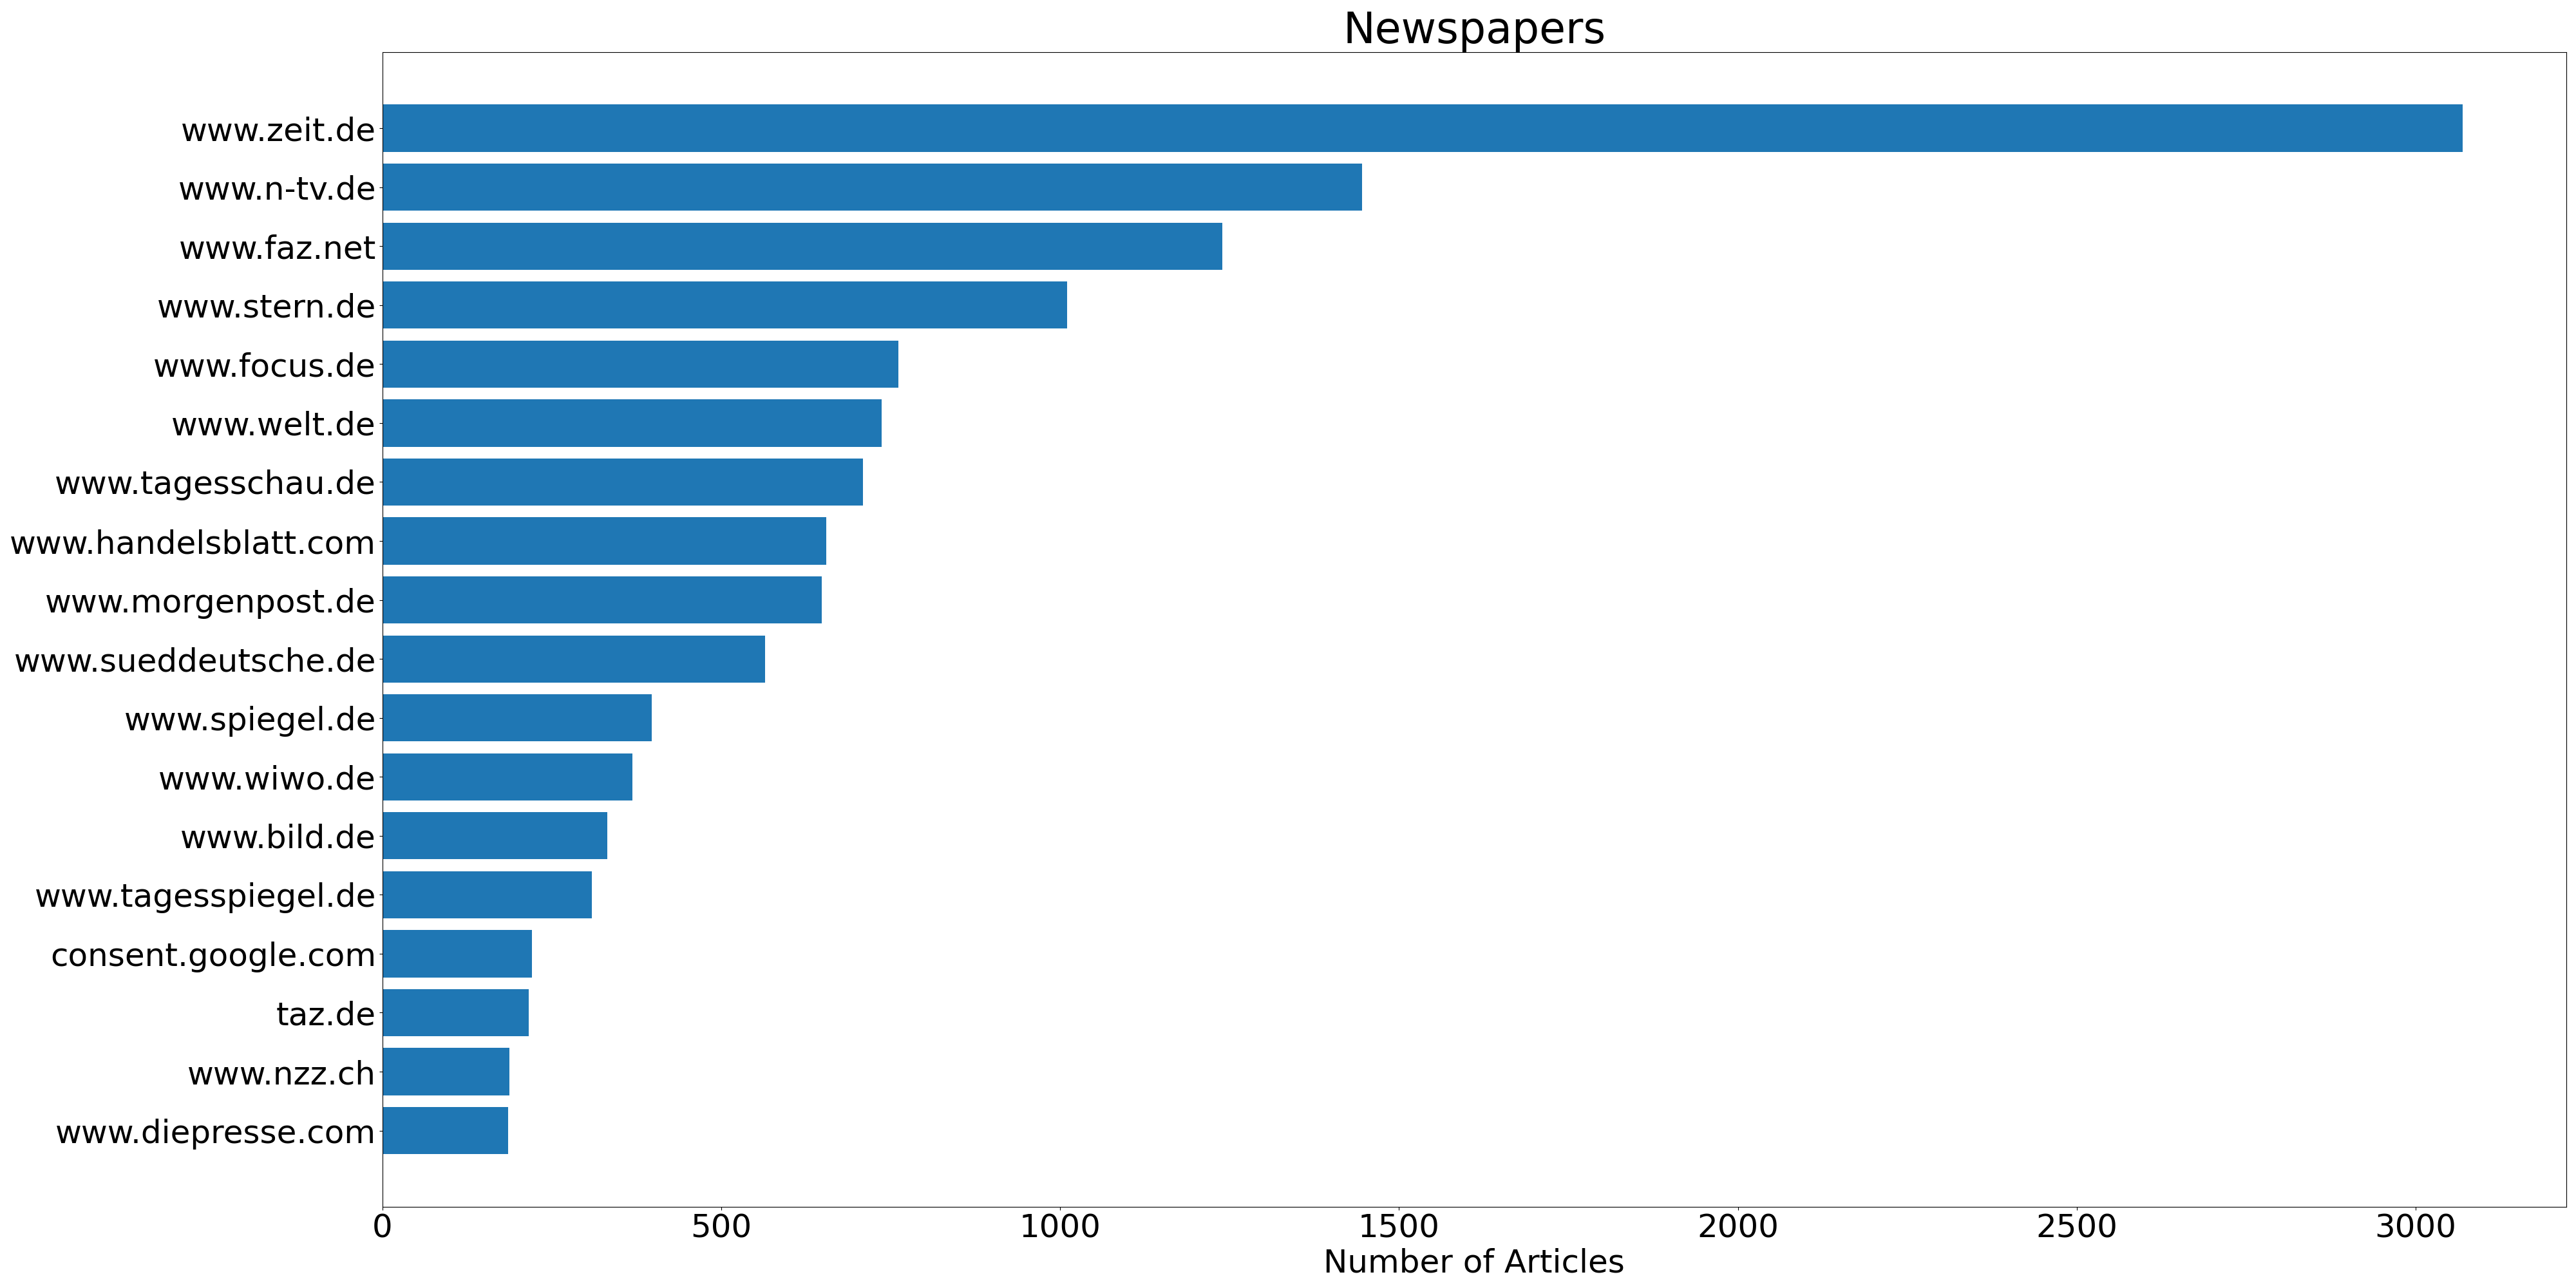 Newspapers
www.zeit.de
www.n-tv.de
www.faz.net
www.stern.de
www.focus.de
www.welt.de
www.tagesschau.de
www.handelsblatt.com
www.morgenpost.de
www.sueddeutsche.de
www.spiegel.de
www.wiwo.de
www.bild.de
www.tagesspiegel.de
consent.google.com
taz.de
www.nzz.ch
www.diepresse.com
0 500 1000 1500 2000 2500 3000
Number of Articles